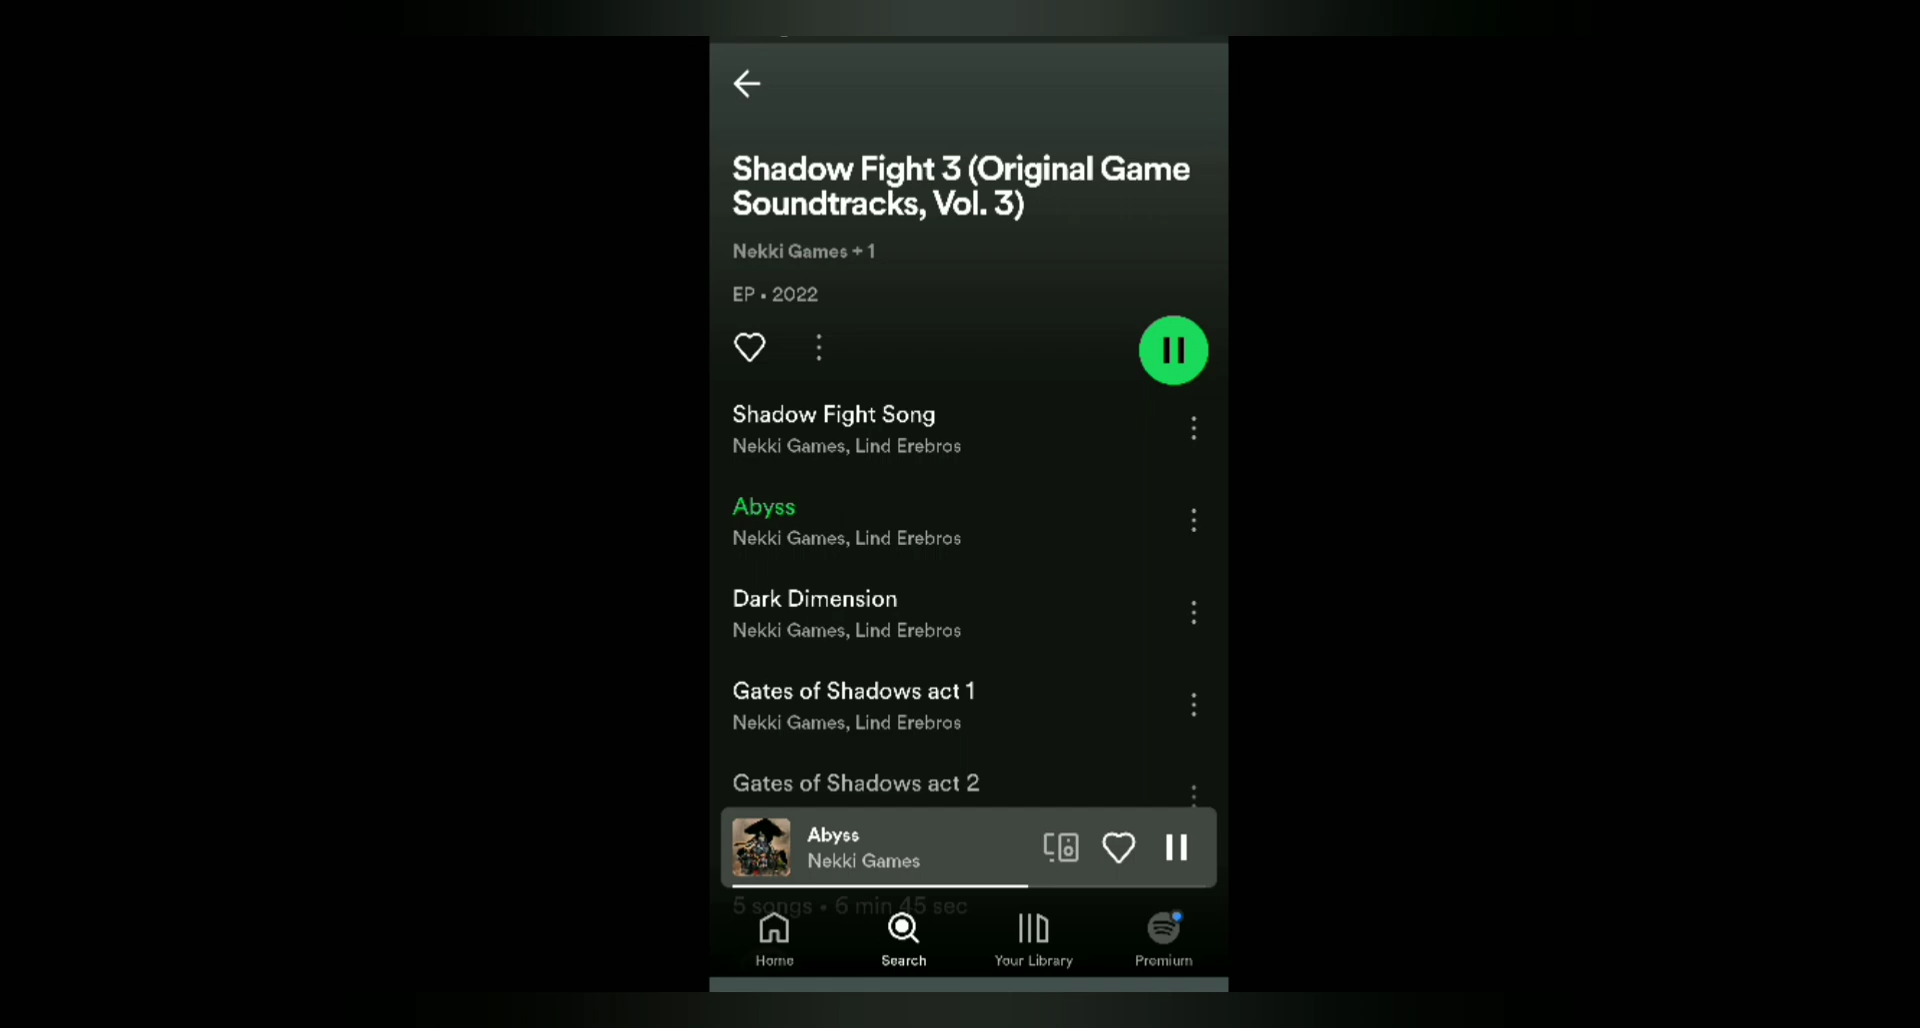 Shadow Fight 3 (Original Game
Soundtracks, Vol. 3)
Nekki Games + 1
EP • 2022
Shadow Fight Song
Nekki Games, Lind Erebros
Abyss
Nekki Games, Lind Erebros
Dark Dimension
Nekki Games, Lind Erebros
Gates of Shadows act 1
Nekki Games, Lind Erebros
Gates of Shadows act 2
Abyss
Nekki Games
5 songs • 6 min 45 sec
Home
Search
Your Library
Premium